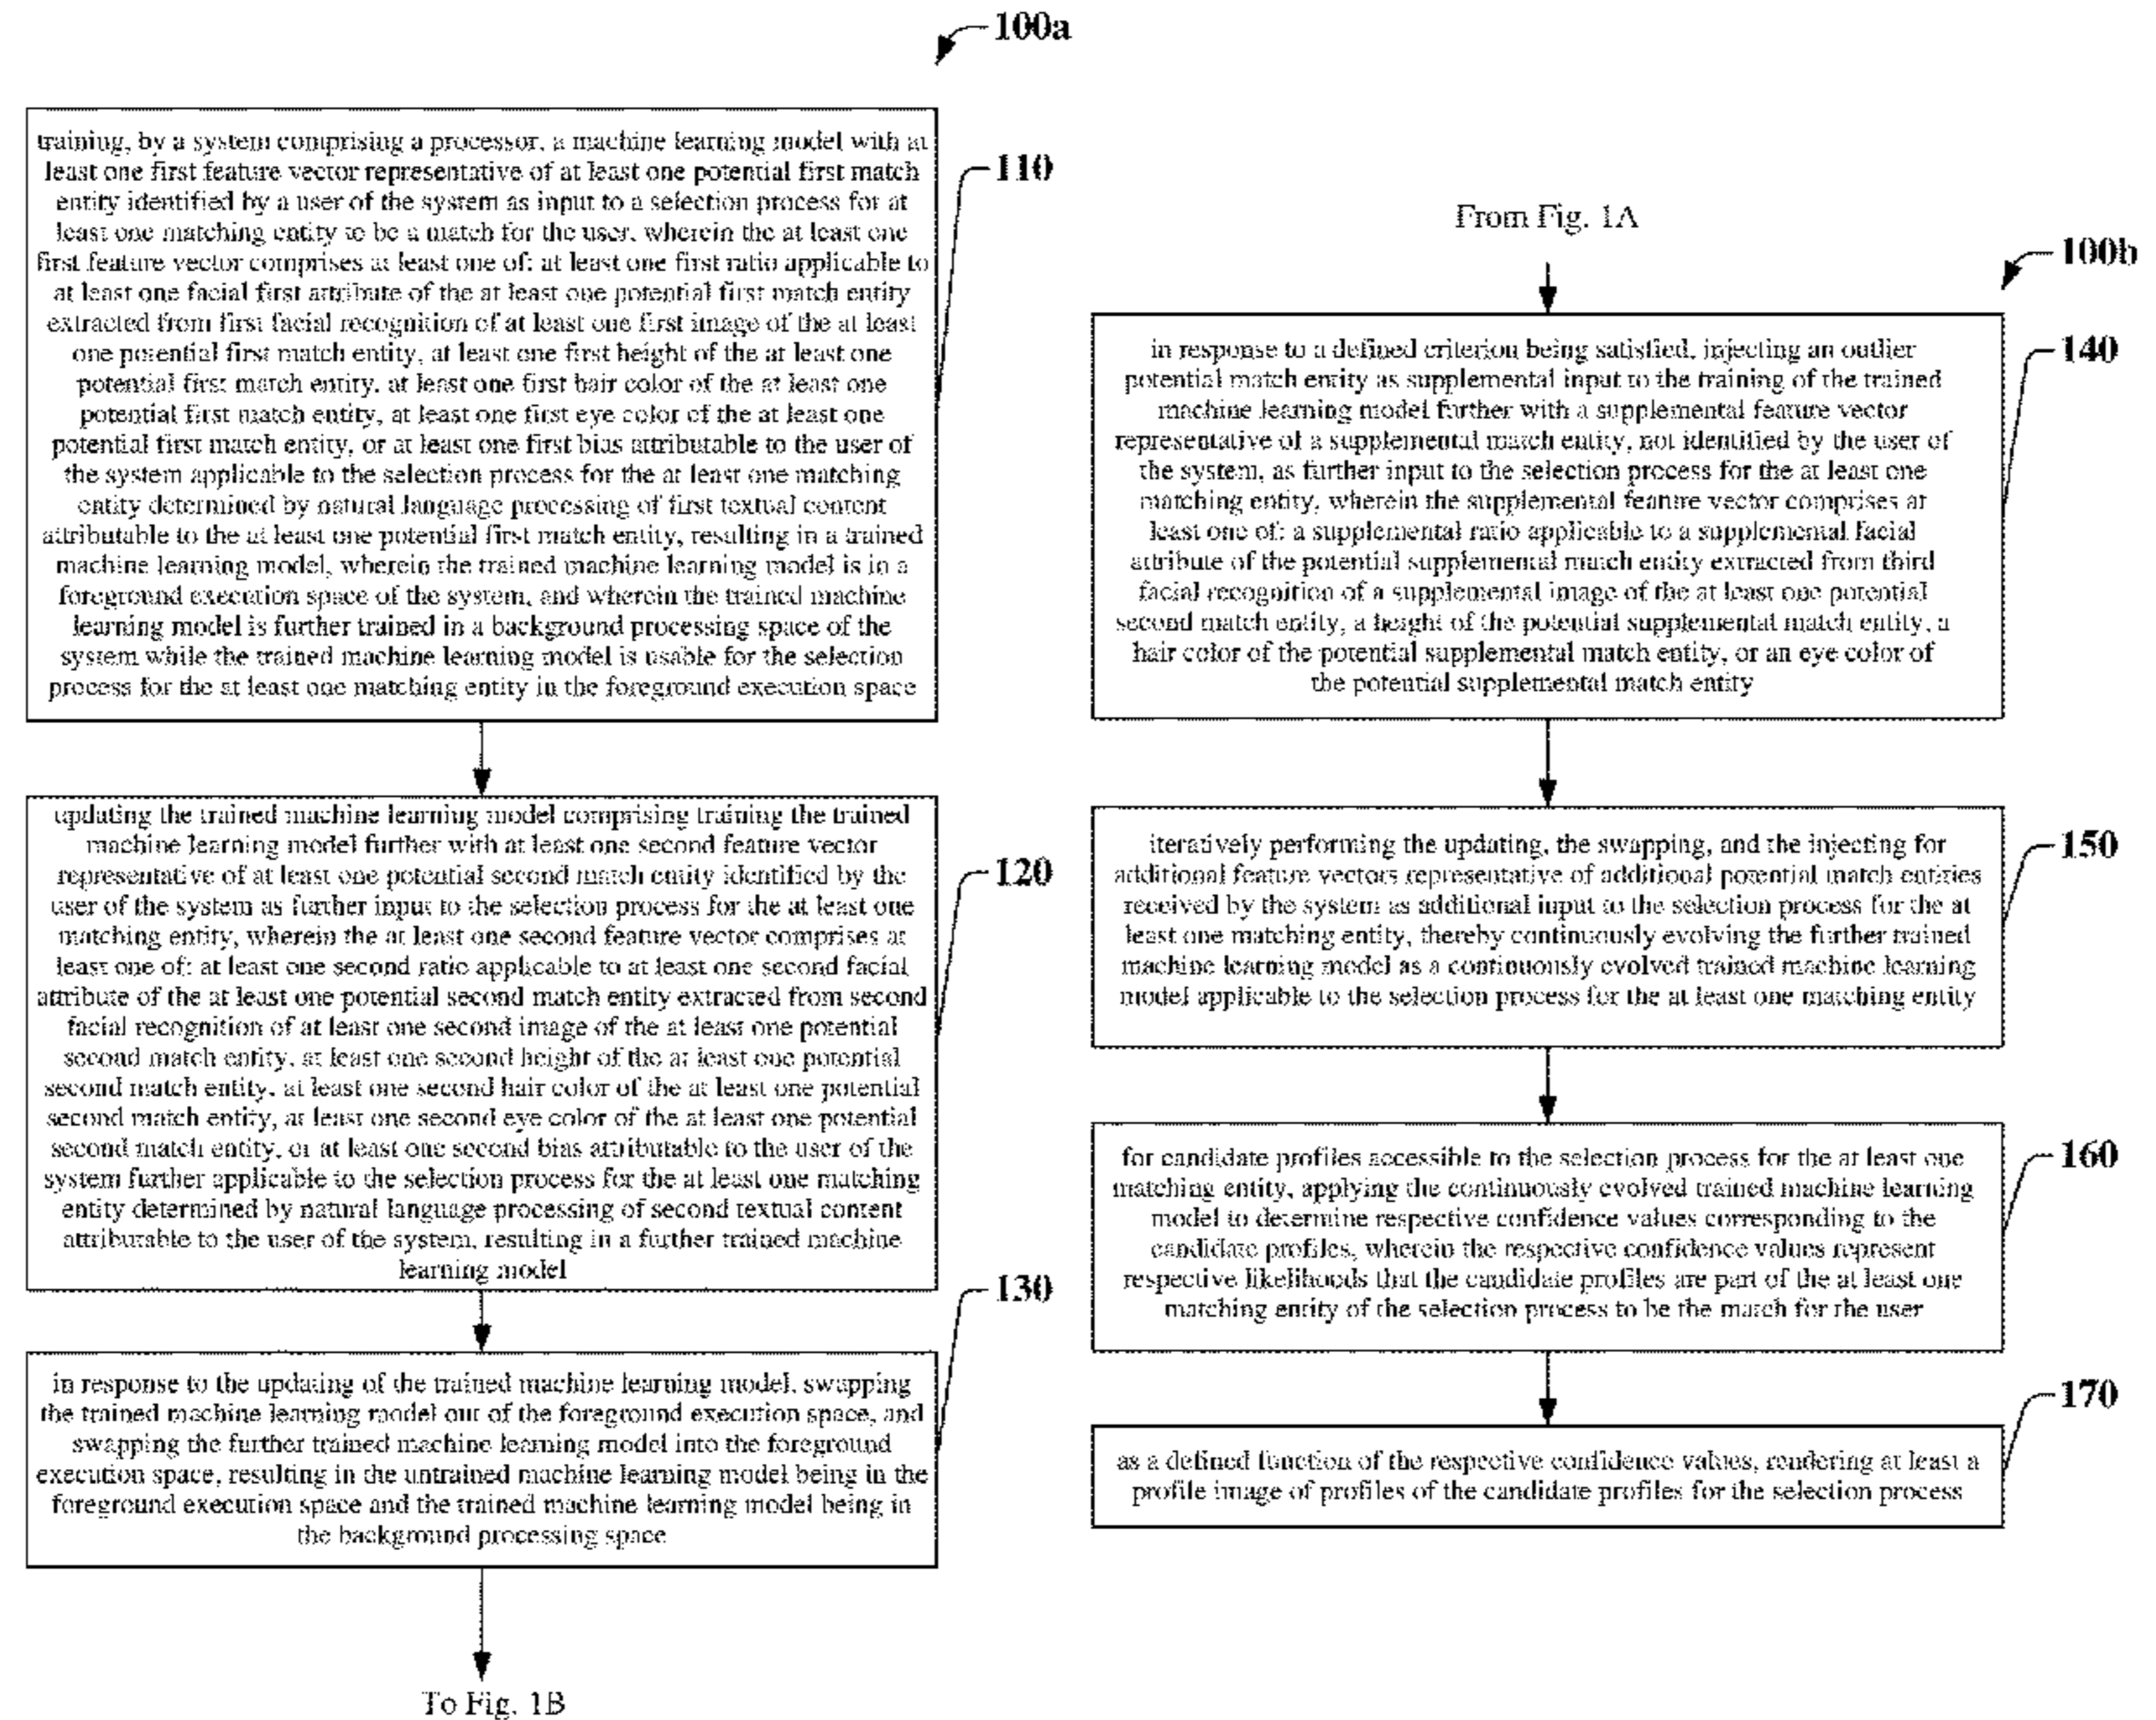 100a
training, by a system comprising a processor, a machine learning model with at
least one first feature vector representative of at least one potential first match
entity identified by a user of the system as input to a selection process for at
least one matching entity to be a match for the user, wherein the at least one
first feature vector comprises at least one of: at least one first ratio applicable to
at least one facial first attribute of the at least one potential first match entity
extracted from first facial recognition of at least one first image of the at least
one potential first match entity, at least one first height of the at least one
potential first match entity, at least one first hair color of the at least one
potential first match entity, at least one first eye color of the at least one
potential first match entity, or at least one first bias attributable to the user of
the system applicable to the selection process for the at least one matching
entity determined by natural language processing of first textual content
attributable to the at least one potential first match entity, resulting in a trained
machine learning model, wherein the trained machine learning model is in a
foreground execution space of the system, and wherein the trained machine
learning model is further trained in a background processing space of the
system while the trained machine learning model is usable for the selection
process for the at least one matching entity in the foreground execution space
110
updating the trained machine learning model comprising training the trained
machine learning model further with at least one second feature vector
representative of at least one potential second match entity identified by the
user of the system as further input to the selection process for the at least one
matching entity, wherein the at least one second feature vector comprises at
least one of: at least one second ratio applicable to at least one second facial
attribute of the at least one potential second match entity extracted from second
facial recognition of at least one second image of the at least one potential
second match entity, at least one second height of the at least one potential
second match entity, at least one second hair color of the at least one potential
second match entity, at least one second eye color of the at least one potential
second match entity, or at least one second bias attributable to the user of the
system further applicable to the selection process for the at least one matching
entity determined by natural language processing of second textual content
attributable to the user of the system, resulting in a further trained machine
learning model
120
in response to the updating of the trained machine learning model, swapping
the trained machine learning model out of the foreground execution space, and
swapping the further trained machine learning model into the foreground
execution space, resulting in the untrained machine learning model being in the
foreground execution space and the trained machine learning model being in
the background processing space
130
To Fig. 1B
From Fig. 1A
100b
in response to a defined criterion being satisfied, injecting an outlier
potential match entity as supplemental input to the training of the trained
machine learning model further with a supplemental feature vector
representative of a supplemental match entity, not identified by the user of
the system, as further input to the selection process for the at least one
matching entity, wherein the supplemental feature vector comprises at
least one of: a supplemental ratio applicable to a supplemental facial
attribute of the potential supplemental match entity extracted from third
facial recognition of a supplemental image of the at least one potential
second match entity, a height of the potential supplemental match entity, a
hair color of the potential supplemental match entity, or an eye color of
the potential supplemental match entity
140
iteratively performing the updating, the swapping, and the injecting for
additional feature vectors representative of additional potential match entities
received by the system as additional input to the selection process for the at
least one matching entity, thereby continuously evolving the further trained
machine learning model as a continuously evolved trained machine learning
model applicable to the selection process for the at least one matching entity
150
for candidate profiles accessible to the selection process for the at least one
matching entity, applying the continuously evolved trained machine learning
model to determine respective confidence values corresponding to the
candidate profiles, wherein the respective confidence values represent
respective likelihoods that the candidate profiles are part of the at least one
matching entity of the selection process to be the match for the user
160
as a defined function of the respective confidence values, rendering at least a
profile image of profiles of the candidate profiles for the selection process
170